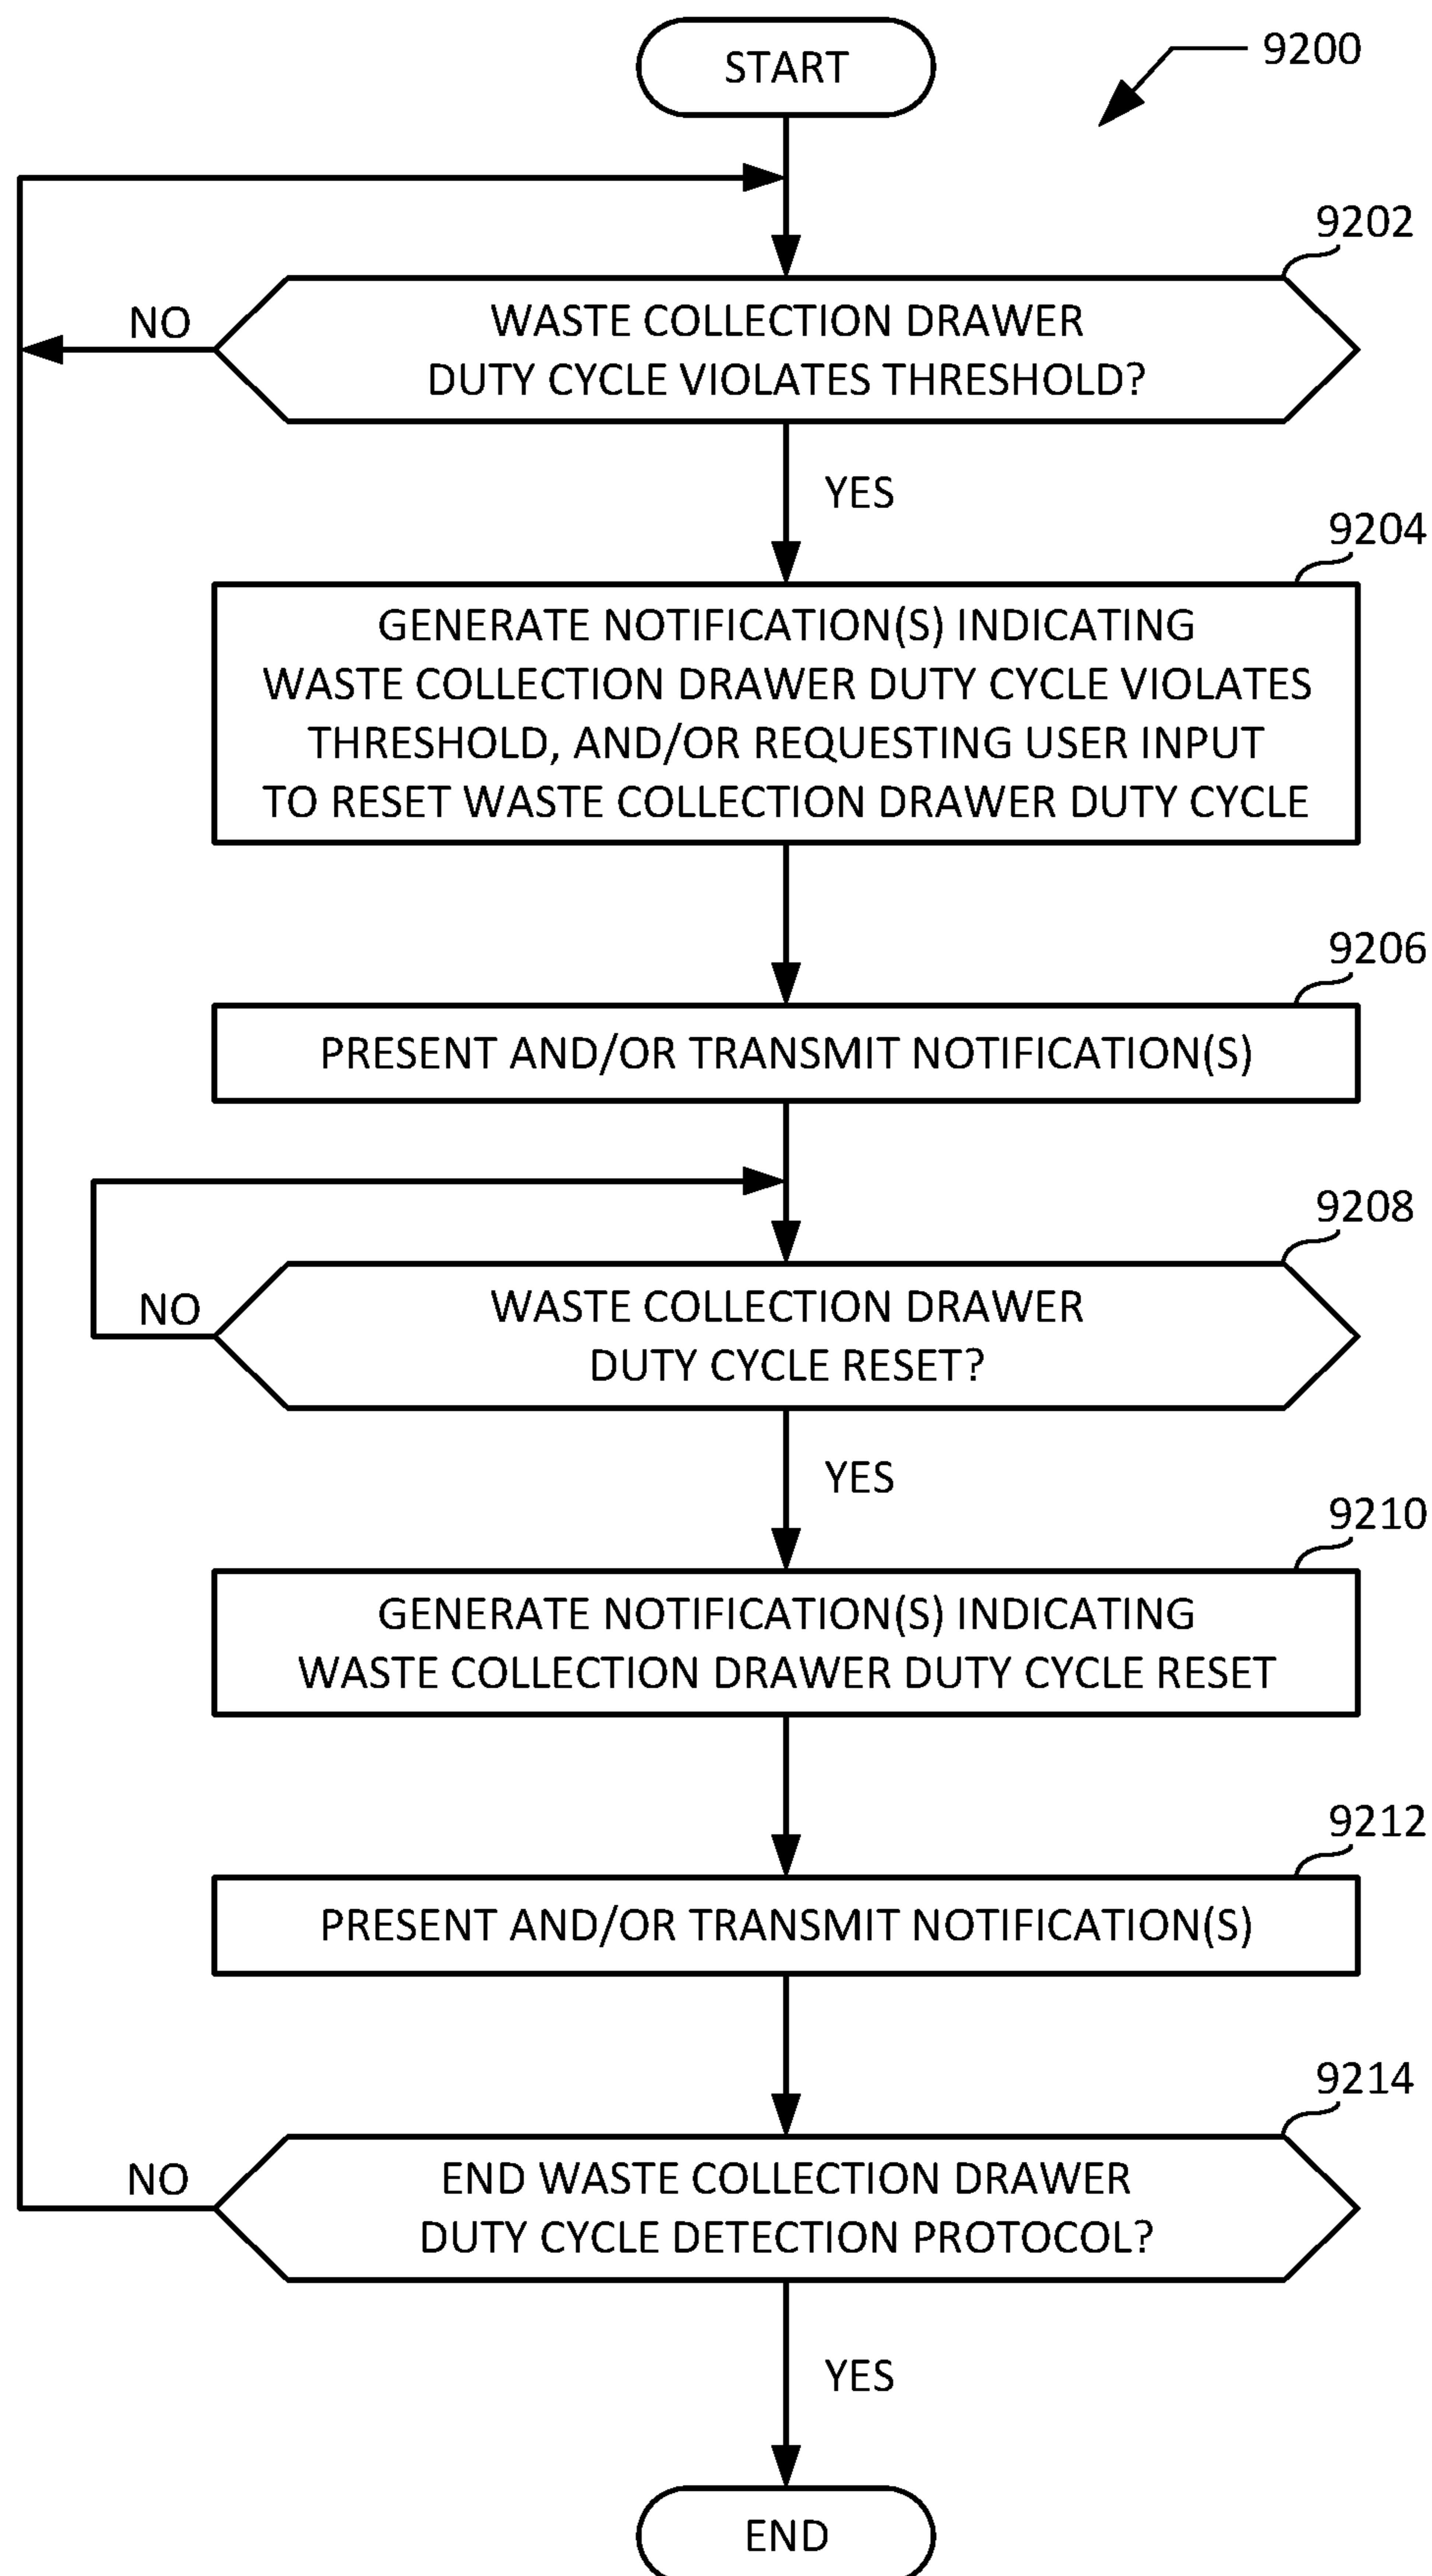 START
9200
9202
NO
WASTE COLLECTION DRAWER
DUTY CYCLE VIOLATES THRESHOLD?
YES
9204
GENERATE NOTIFICATION(S) INDICATING
WASTE COLLECTION DRAWER DUTY CYCLE VIOLATES
THRESHOLD, AND/OR REQUESTING USER INPUT
TO RESET WASTE COLLECTION DRAWER DUTY CYCLE
9206
PRESENT AND/OR TRANSMIT NOTIFICATION(S)
9208
NO
WASTE COLLECTION DRAWER
DUTY CYCLE RESET?
YES
9210
GENERATE NOTIFICATION(S) INDICATING
WASTE COLLECTION DRAWER DUTY CYCLE RESET
9212
PRESENT AND/OR TRANSMIT NOTIFICATION(S)
9214
NO
END WASTE COLLECTION DRAWER
DUTY CYCLE DETECTION PROTOCOL?
YES
END